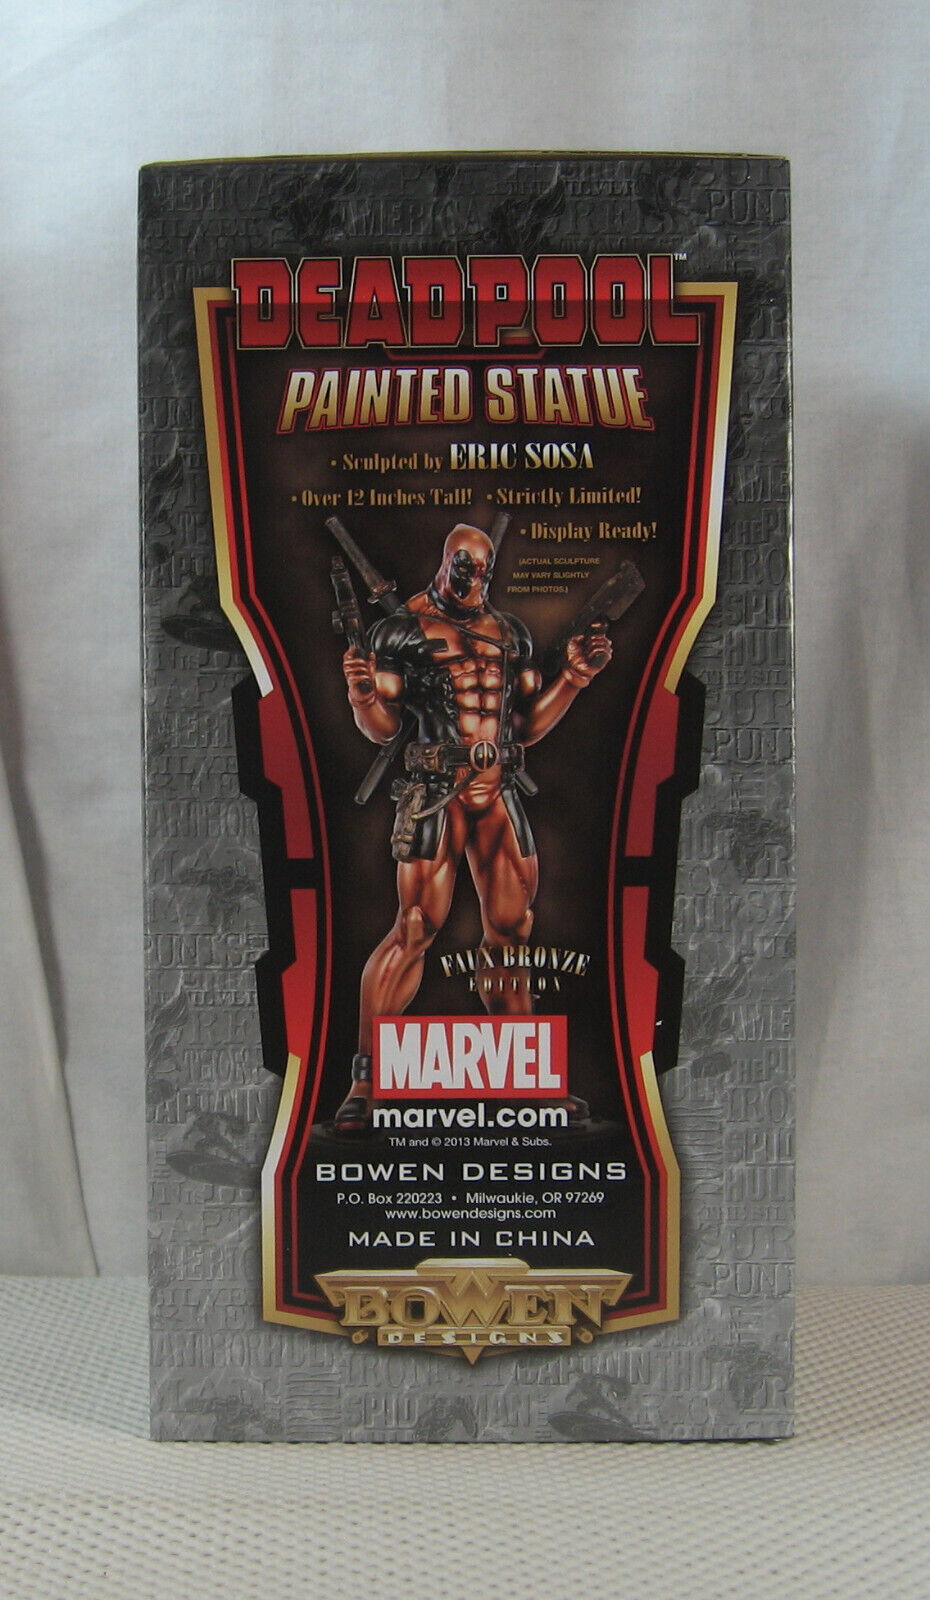 DEADPOOL™
PAINTED STATUE
• Sculpted by ERIC SOSA
• Over 12 Inches Tall! • Strictly Limited!
• Display Ready!
(ACTUAL SCULPTURE
MAY VARY SLIGHTLY
FROM PHOTOS.)
FAUX BRONZE
EDITION
MARVEL
marvel.com
TM and © 2013 Marvel & Subs.
BOWEN DESIGNS
P.O. Box 220223 • Milwaukie, OR 97269
www.bowendesigns.com
MADE IN CHINA
BOWEN
DESIGNS